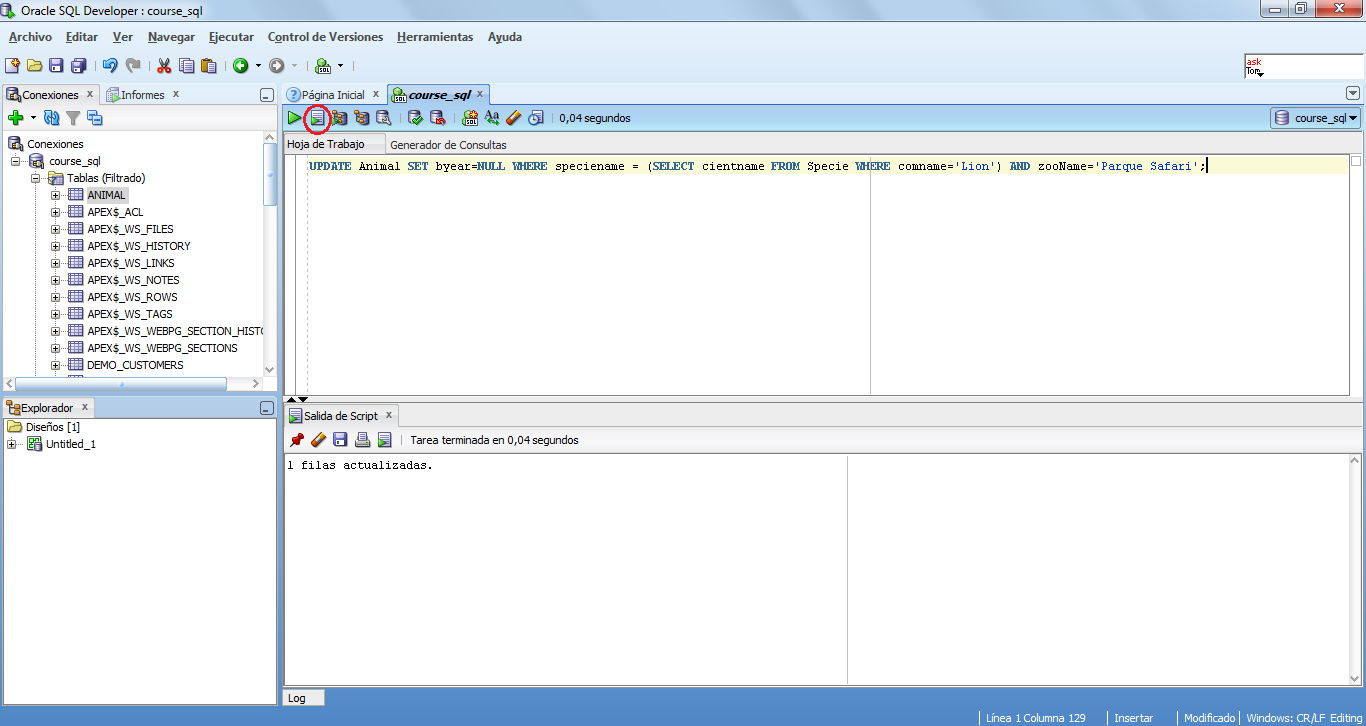 Oracle SQL Developer : course_sql
Archivo Editar Ver Navegar Ejecutar Control de Versiones Herramientas Ayuda
ask
Tom
Conexiones x Informes x
Página Inicial x course_sql x
0,04 segundos
course_sql
Hoja de Trabajo Generador de Consultas
UPDATE Animal SET byear=NULL WHERE speciename = (SELECT cientname FROM Specie WHERE comname='Lion') AND zooName='Parque Safari';
Conexiones
course_sql
Tablas (Filtrado)
ANIMAL
APEX$_ACL
APEX$_WS_FILES
APEX$_WS_HISTORY
APEX$_WS_LINKS
APEX$_WS_NOTES
APEX$_WS_ROWS
APEX$_WS_TAGS
APEX$_WS_WEBPG_SECTION_HISTO
APEX$_WS_WEBPG_SECTIONS
DEMO_CUSTOMERS
Explorador x
Diseños [1]
Untitled_1
Salida de Script x
Tarea terminada en 0,04 segundos
1 filas actualizadas.
Log
Línea 1 Columna 129 Insertar Modificado Windows: CR/LF Editing